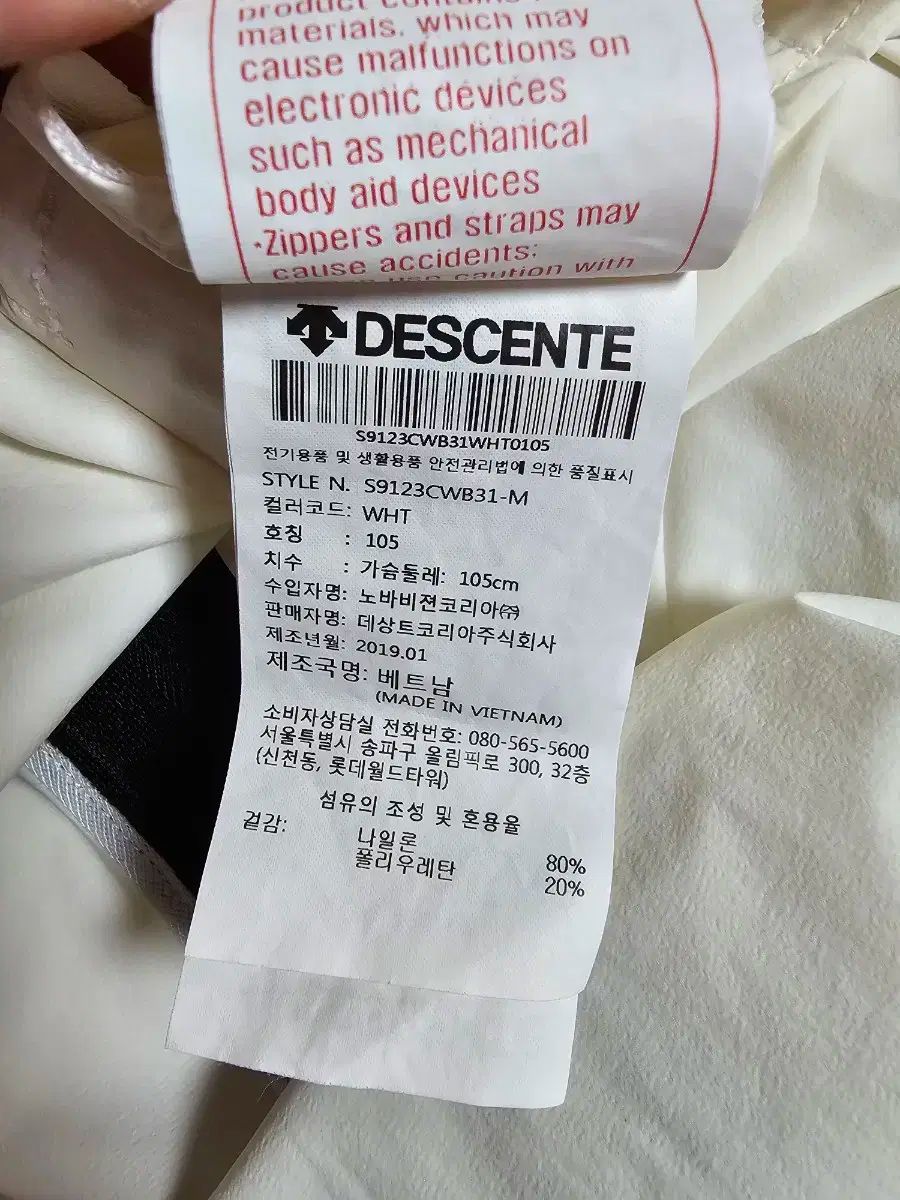 product contains
materials, which may
cause malfunctions on
electronic devices
such as mechanical
body aid devices
·Zippers and straps may
cause accidents;
use caution with
DESCENTE
S9123CWB31WHT0105
전기용품 및 생활용품 안전관리법에 의한 품질표시
STYLE N. S9123CWB31-M
컬러코드: WHT
호칭 : 105
치수 : 가슴둘레: 105cm
수입자명: 노바비젼코리아㈜
판매자명: 데상트코리아주식회사
제조년월: 2019.01
제조국명: 베트남
(MADE IN VIETNAM)
소비자상담실 전화번호: 080-565-5600
서울특별시 송파구 올림픽로 300, 32층
(신천동, 롯데월드타워)
섬유의 조성 및 혼용율
겉감: 나일론 80%
폴리우레탄 20%